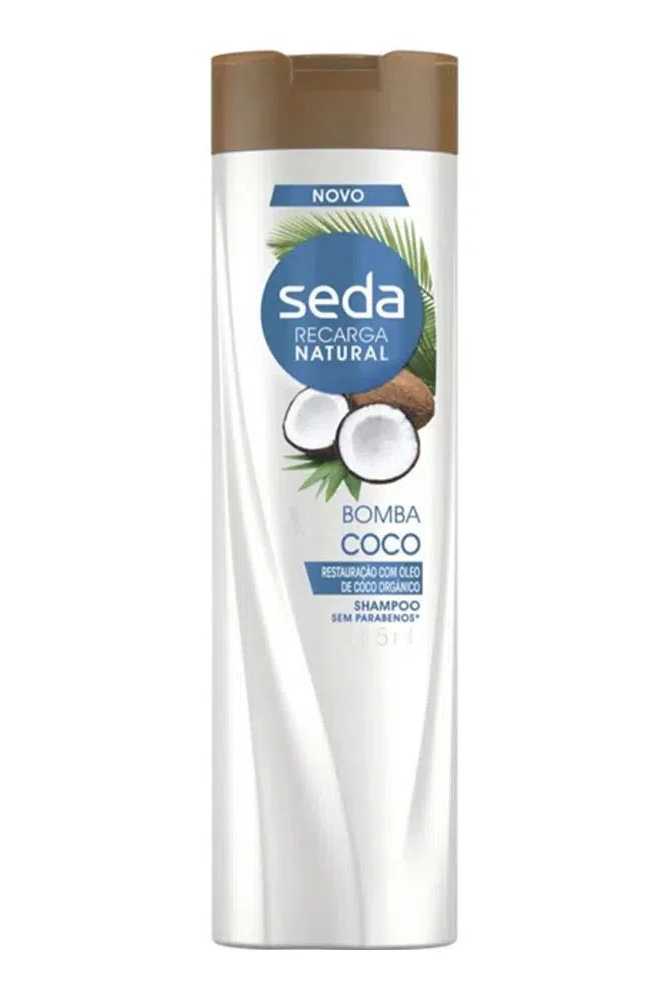 NOVO
seda
RECARGA
NATURAL
BOMBA
COCO
RESTAURAÇÃO COM ÓLEO
DE COCO ORGÂNICO
SHAMPOO
SEM PARABENOS*